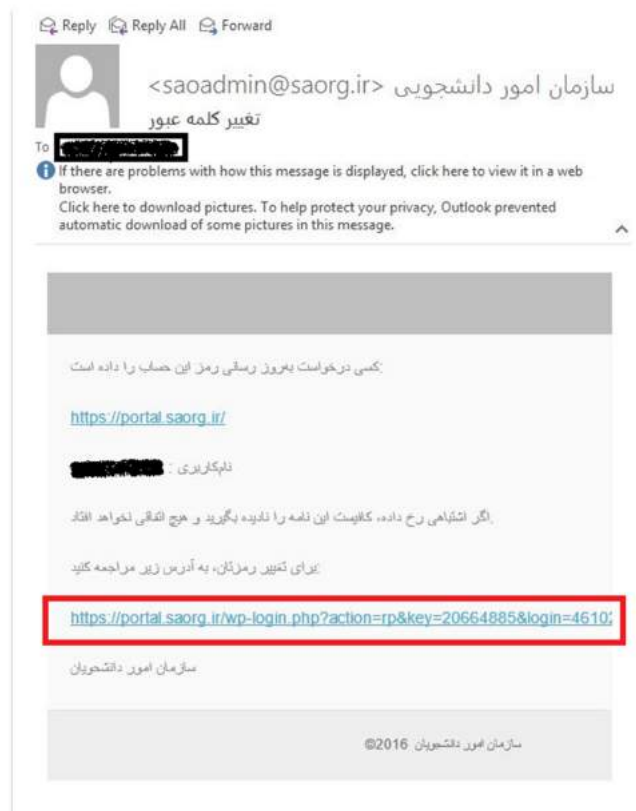 Reply Reply All Forward
سازمان امور دانشجویی <saoadmin@saorg.ir>
تغییر کلمه عبور
To
If there are problems with how this message is displayed, click here to view it in a web
browser.
Click here to download pictures. To help protect your privacy, Outlook prevented
automatic download of some pictures in this message.
کسی درخواست به‌روز رسانی رمز این حساب را داده است:
https://portal.saorg.ir/
نام‌کاربری :
اگر اشتباهی رخ داده، کافیست این نامه را نادیده بگیرید و هیچ اتفاقی نخواهد افتاد.
برای تغییر رمزتان، به آدرس زیر مراجعه کنید:
https://portal.saorg.ir/wp-login.php?action=rp&key=20664885&login=4610
سازمان امور دانشجویان
سازمان امور دانشجویان 2016©